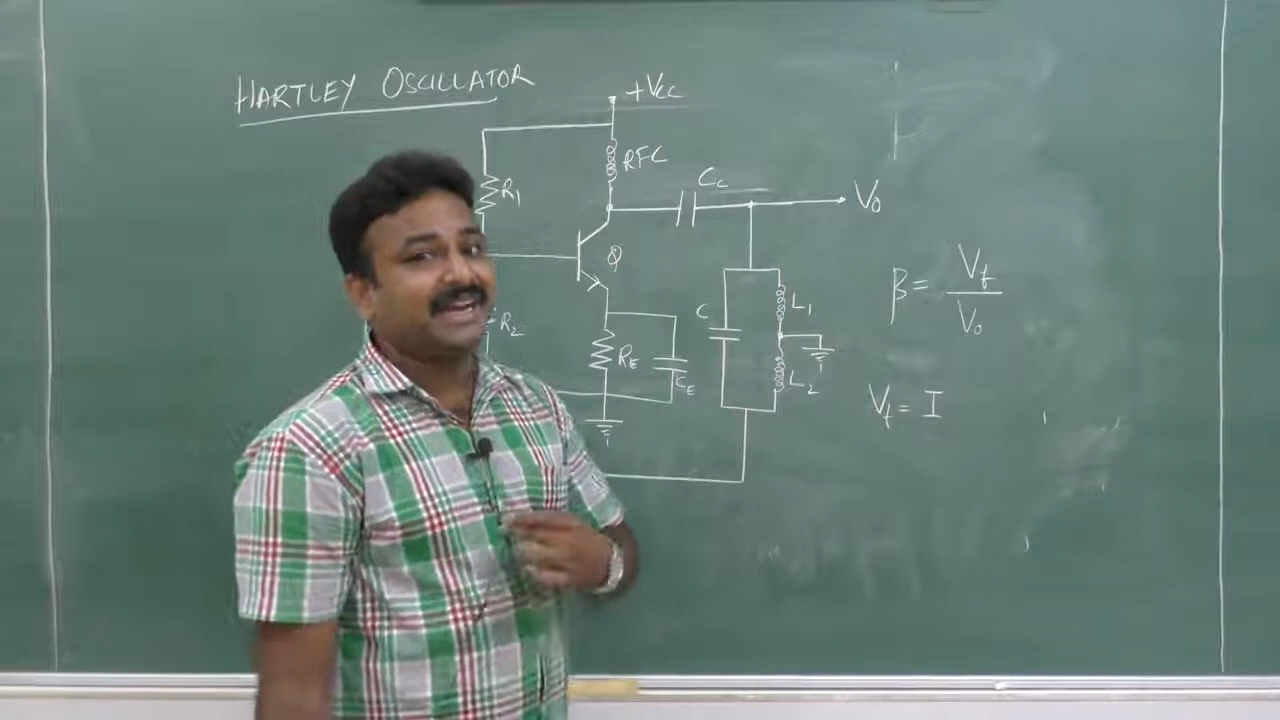 HARTLEY OSCILLATOR
+Vcc
RFC
R1
Cc
V0
Q
β = Vf / V0
C
L1
R2
RE
CE
L2
Vf = I